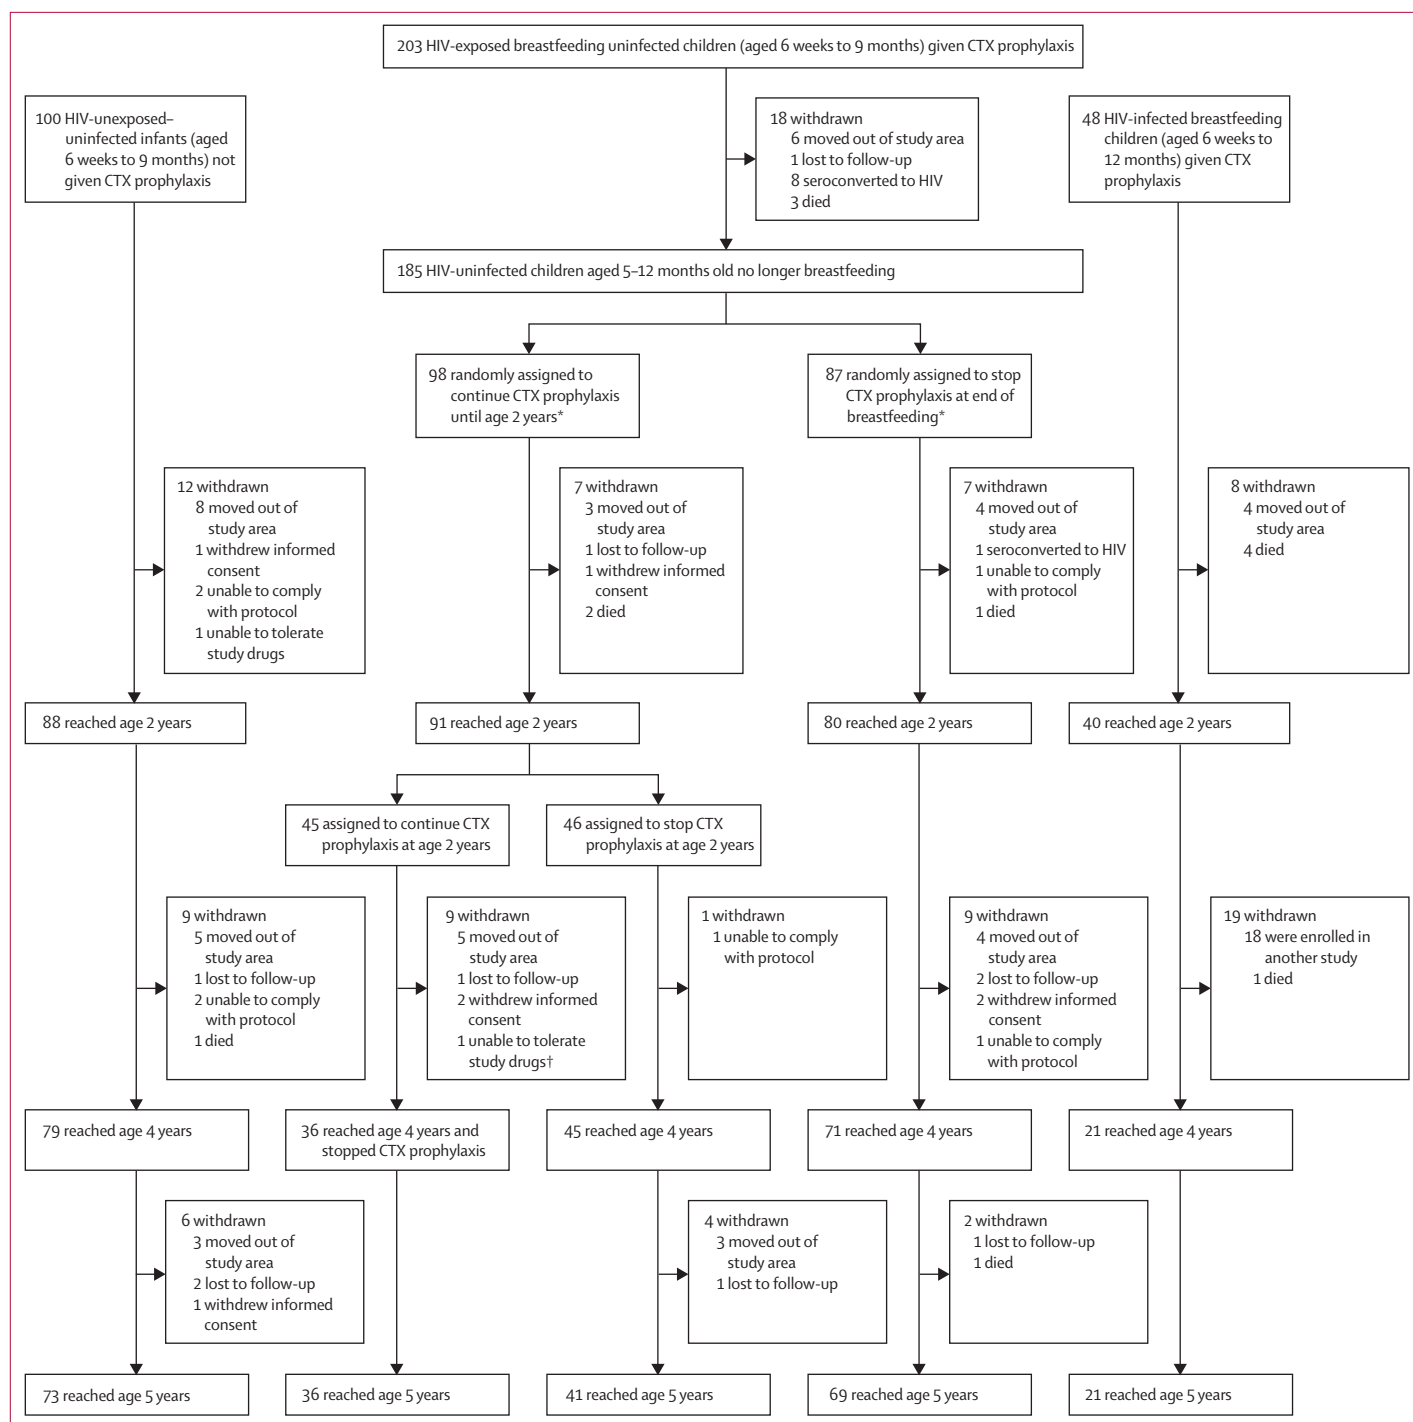 203 HIV-exposed breastfeeding uninfected children (aged 6 weeks to 9 months) given CTX prophylaxis
100 HIV-unexposed–
uninfected infants (aged
6 weeks to 9 months) not
given CTX prophylaxis
18 withdrawn
6 moved out of study area
1 lost to follow-up
8 seroconverted to HIV
3 died
48 HIV-infected breastfeeding
children (aged 6 weeks to
12 months) given CTX
prophylaxis
185 HIV-uninfected children aged 5–12 months old no longer breastfeeding
98 randomly assigned to
continue CTX prophylaxis
until age 2 years*
87 randomly assigned to stop
CTX prophylaxis at end of
breastfeeding*
12 withdrawn
8 moved out of
study area
1 withdrew informed
consent
2 unable to comply
with protocol
1 unable to tolerate
study drugs
7 withdrawn
3 moved out of
study area
1 lost to follow-up
1 withdrew informed
consent
2 died
7 withdrawn
4 moved out of
study area
1 seroconverted to HIV
1 unable to comply
with protocol
1 died
8 withdrawn
4 moved out of
study area
4 died
88 reached age 2 years
91 reached age 2 years
80 reached age 2 years
40 reached age 2 years
45 assigned to continue CTX
prophylaxis at age 2 years
46 assigned to stop CTX
prophylaxis at age 2 years
9 withdrawn
5 moved out of
study area
1 lost to follow-up
2 unable to comply
with protocol
1 died
9 withdrawn
5 moved out of
study area
1 lost to follow-up
2 withdrew informed
consent
1 unable to tolerate
study drugs†
1 withdrawn
1 unable to comply
with protocol
9 withdrawn
4 moved out of
study area
2 lost to follow-up
2 withdrew informed
consent
1 unable to comply
with protocol
19 withdrawn
18 were enrolled in
another study
1 died
79 reached age 4 years
36 reached age 4 years and
stopped CTX prophylaxis
45 reached age 4 years
71 reached age 4 years
21 reached age 4 years
6 withdrawn
3 moved out of
study area
2 lost to follow-up
1 withdrew informed
consent
4 withdrawn
3 moved out of
study area
1 lost to follow-up
2 withdrawn
1 lost to follow-up
1 died
73 reached age 5 years
36 reached age 5 years
41 reached age 5 years
69 reached age 5 years
21 reached age 5 years